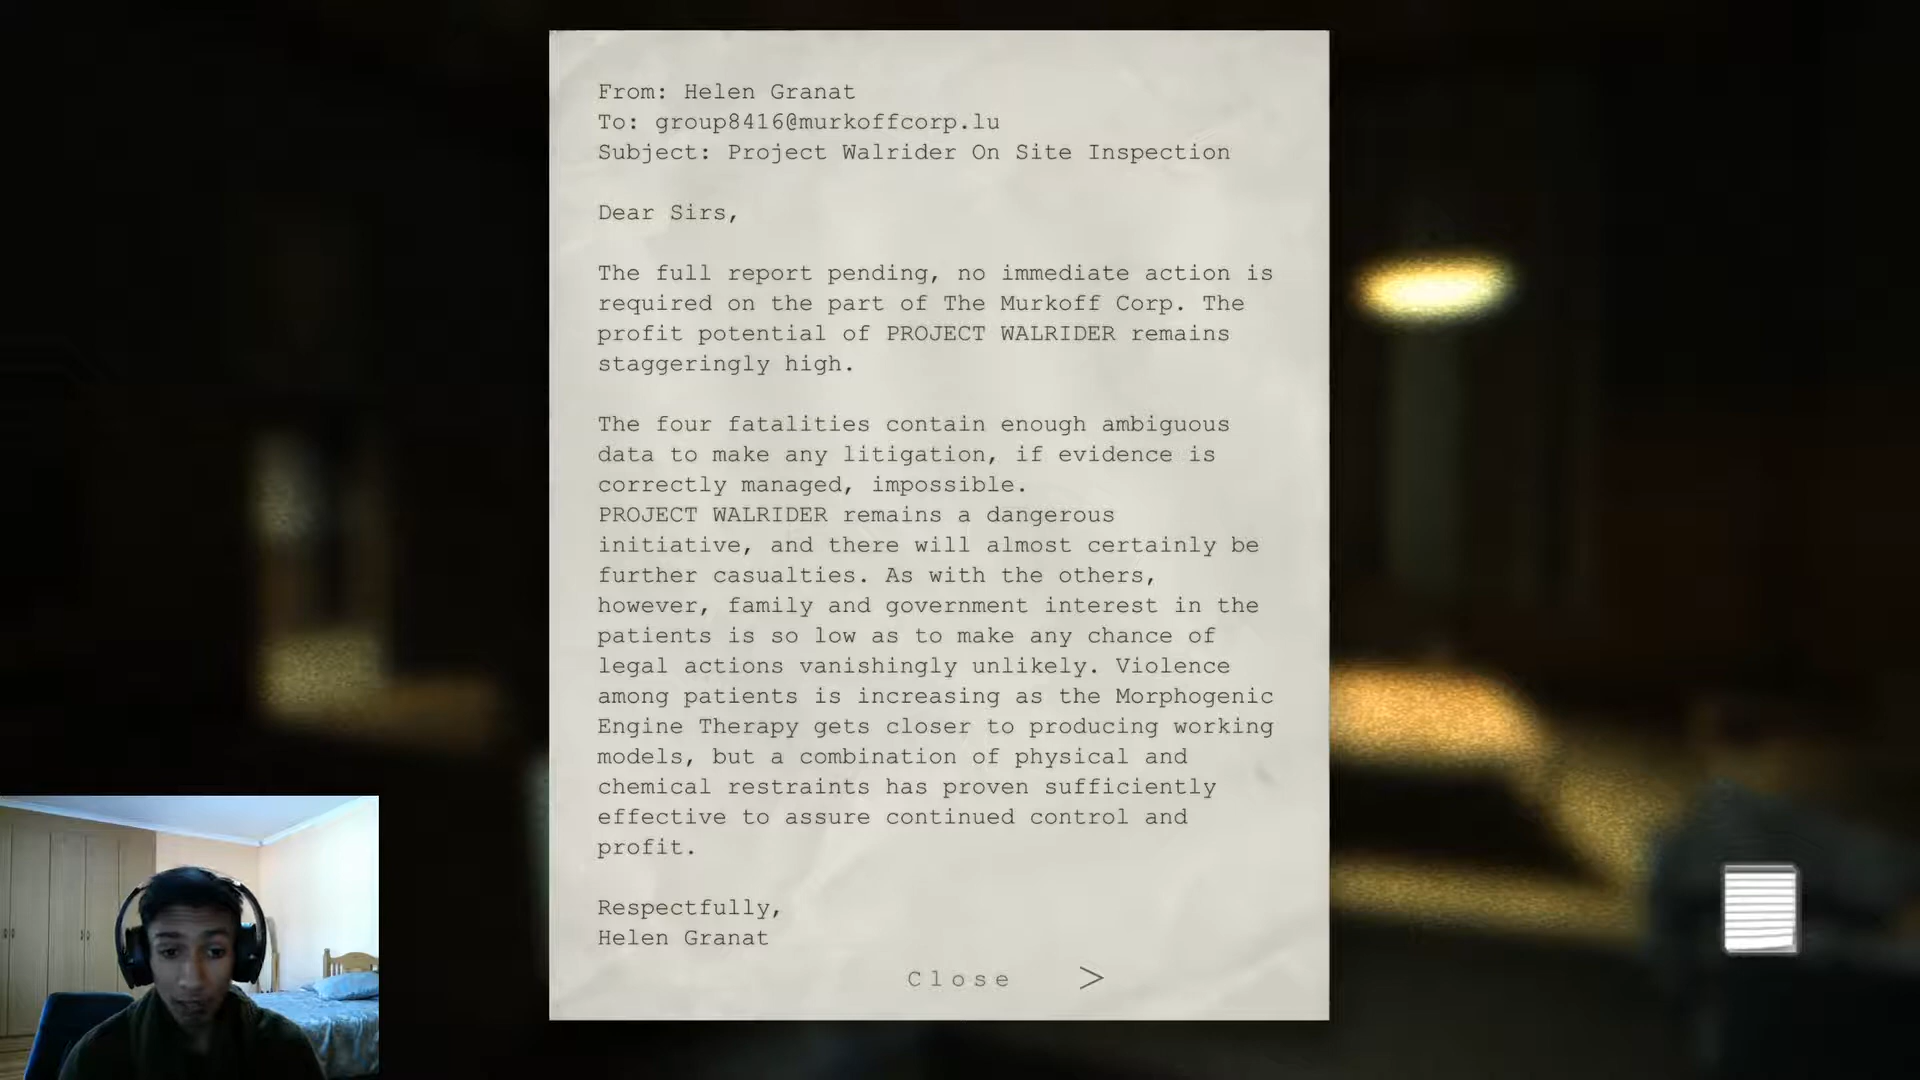 From: Helen Granat
To: group8416@murkoffcorp.lu
Subject: Project Walrider On Site Inspection
Dear Sirs,
The full report pending, no immediate action is
required on the part of The Murkoff Corp. The
profit potential of PROJECT WALRIDER remains
staggeringly high.
The four fatalities contain enough ambiguous
data to make any litigation, if evidence is
correctly managed, impossible.
PROJECT WALRIDER remains a dangerous
initiative, and there will almost certainly be
further casualties. As with the others,
however, family and government interest in the
patients is so low as to make any chance of
legal actions vanishingly unlikely. Violence
among patients is increasing as the Morphogenic
Engine Therapy gets closer to producing working
models, but a combination of physical and
chemical restraints has proven sufficiently
effective to assure continued control and
profit.
Respectfully,
Helen Granat
Close >